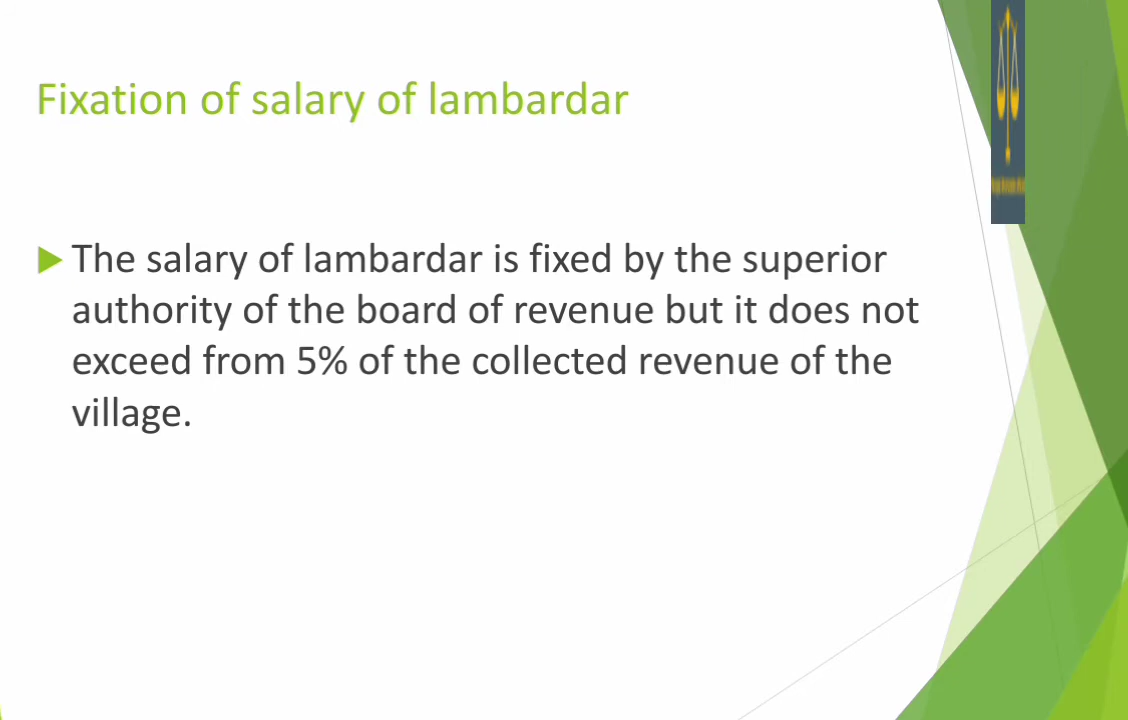 Fixation of salary of lambardar
The salary of lambardar is fixed by the superior
authority of the board of revenue but it does not
exceed from 5% of the collected revenue of the
village.